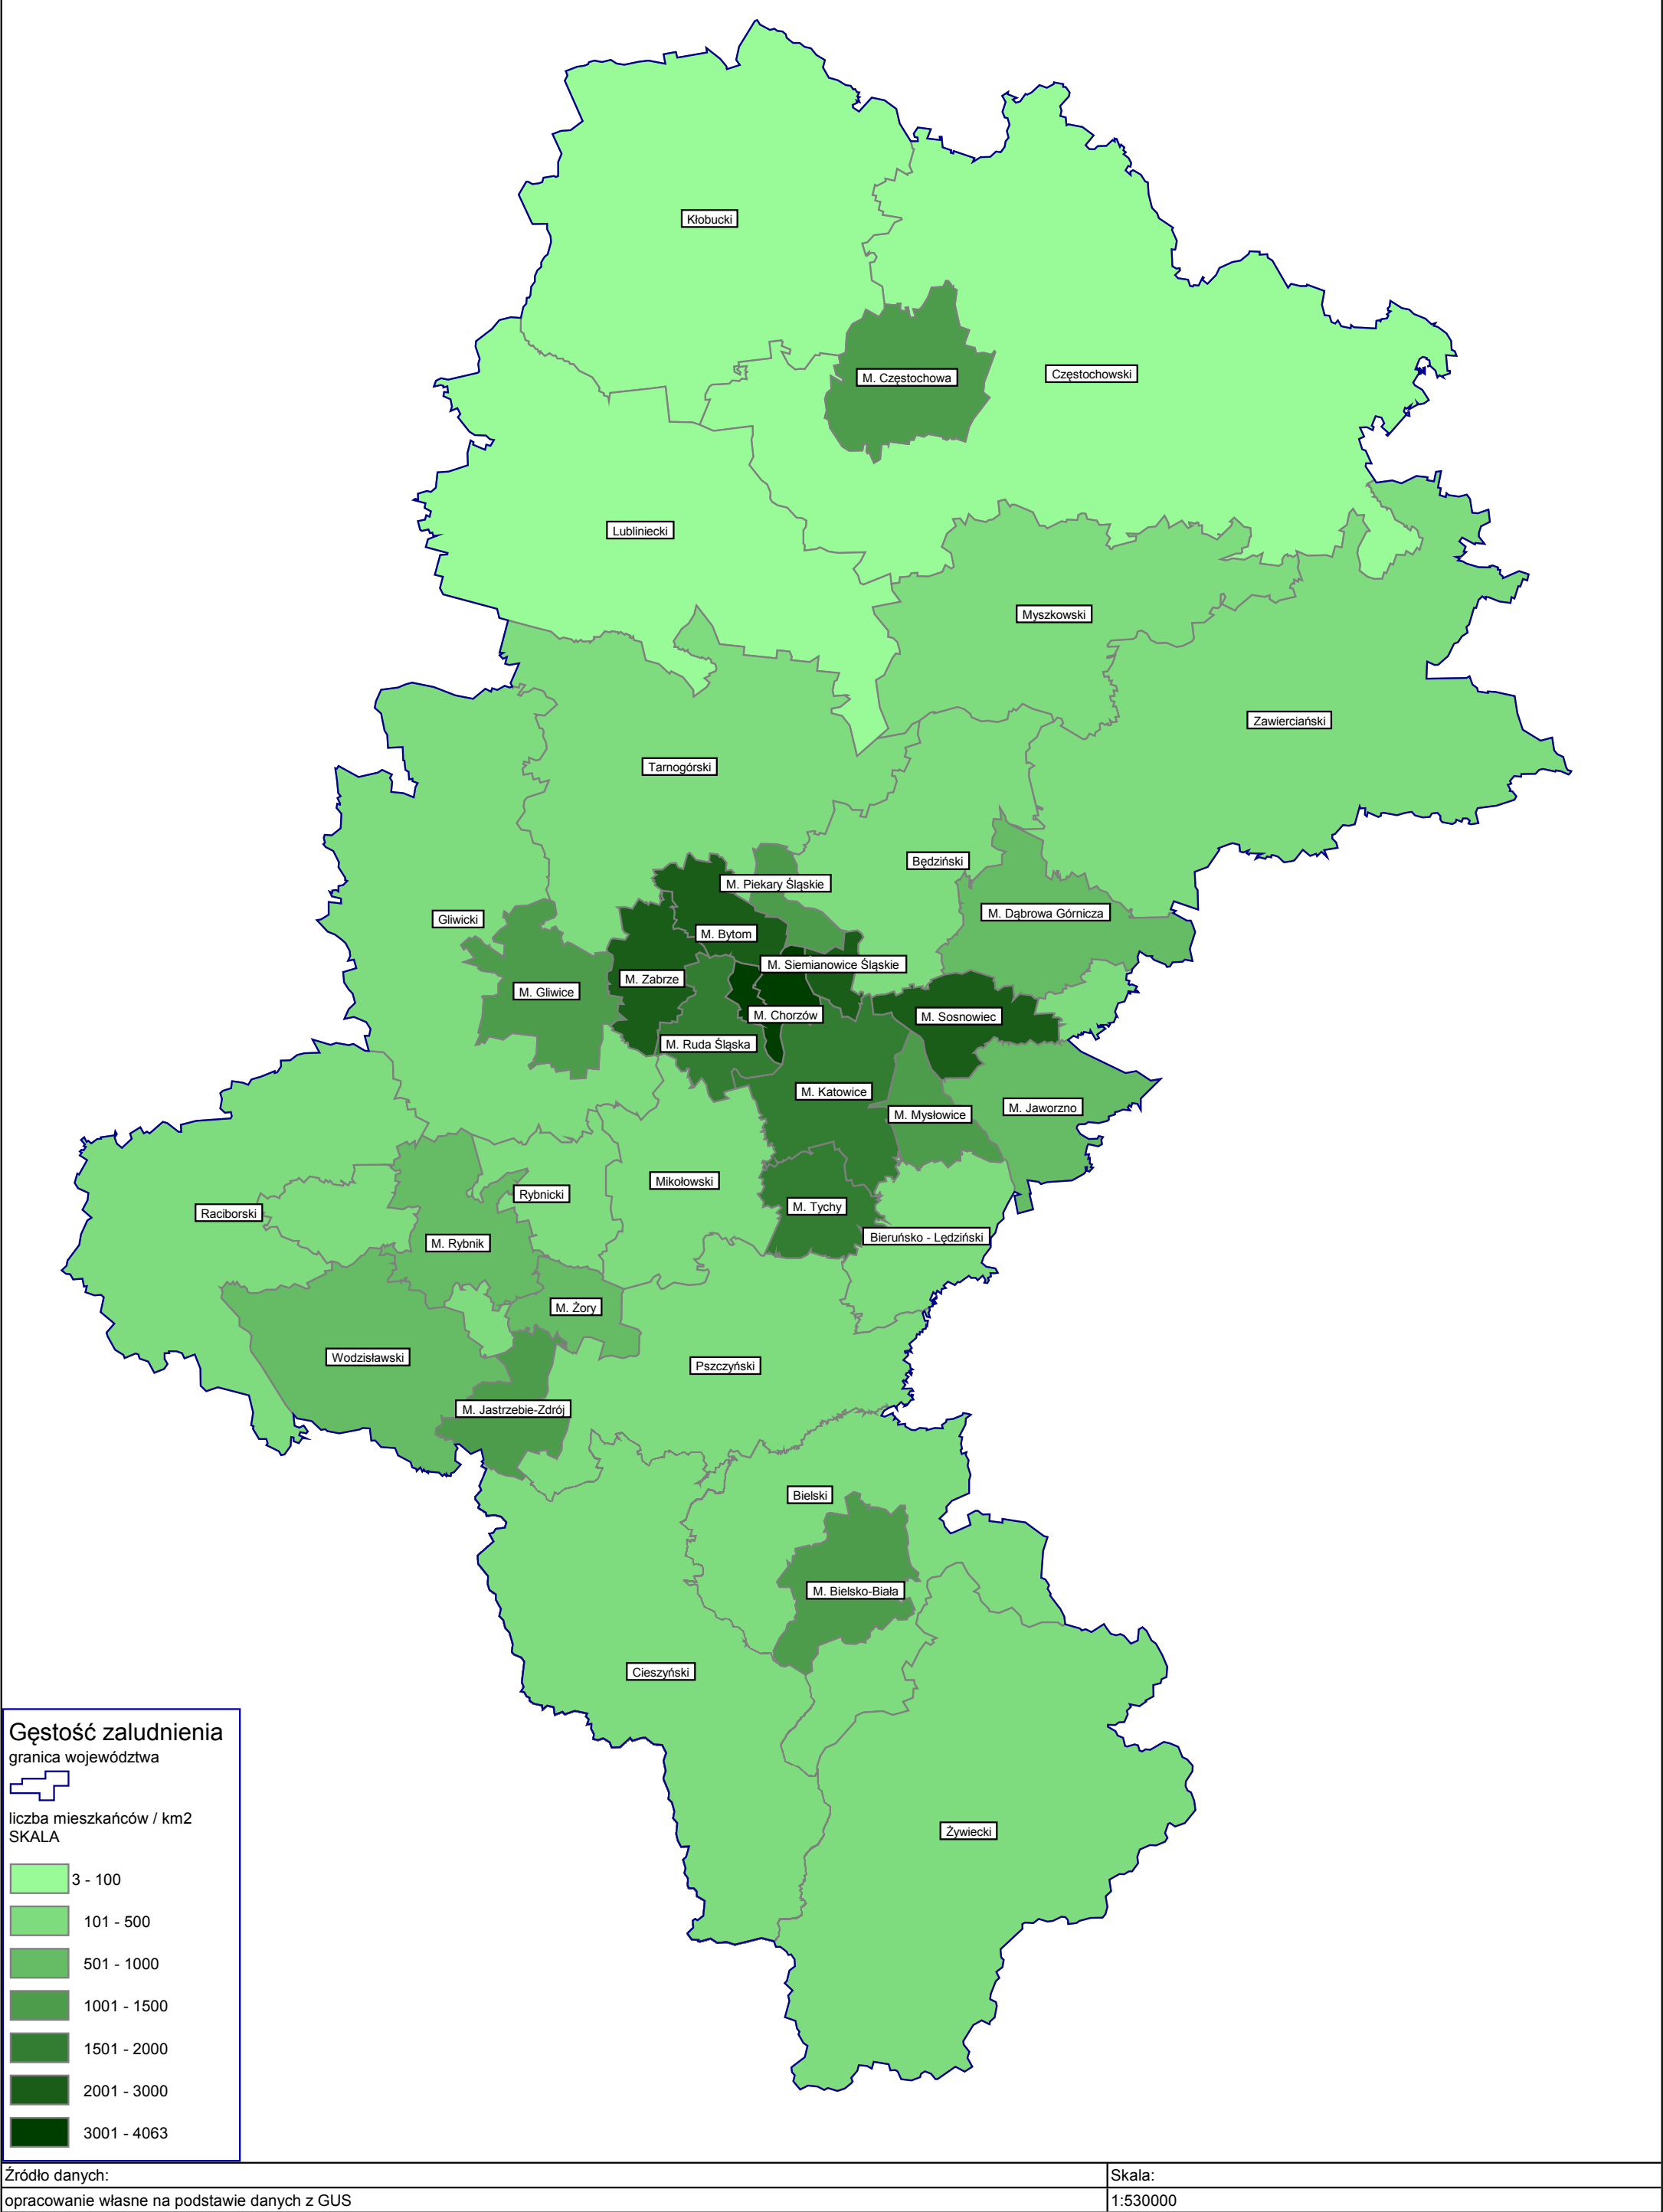 Kłobucki
M. Częstochowa
Częstochowski
Lubliniecki
Myszkowski
Zawierciański
Tarnogórski
Będziński
M. Piekary Śląskie
M. Dąbrowa Górnicza
Gliwicki
M. Bytom
M. Siemianowice Śląskie
M. Zabrze
M. Gliwice
M. Chorzów
M. Sosnowiec
M. Ruda Śląska
M. Katowice
M. Jaworzno
M. Mysłowice
Mikołowski
Rybnicki
M. Tychy
Raciborski
Bieruńsko - Lędziński
M. Rybnik
M. Żory
Wodzisławski
Pszczyński
M. Jastrzebie-Zdrój
Bielski
M. Bielsko-Biała
Cieszyński
Żywiecki
Gęstość zaludnienia
granica województwa
liczba mieszkańców / km2
SKALA
3 - 100
101 - 500
501 - 1000
1001 - 1500
1501 - 2000
2001 - 3000
3001 - 4063
Źródło danych:
Skala:
opracowanie własne na podstawie danych z GUS
1:530000